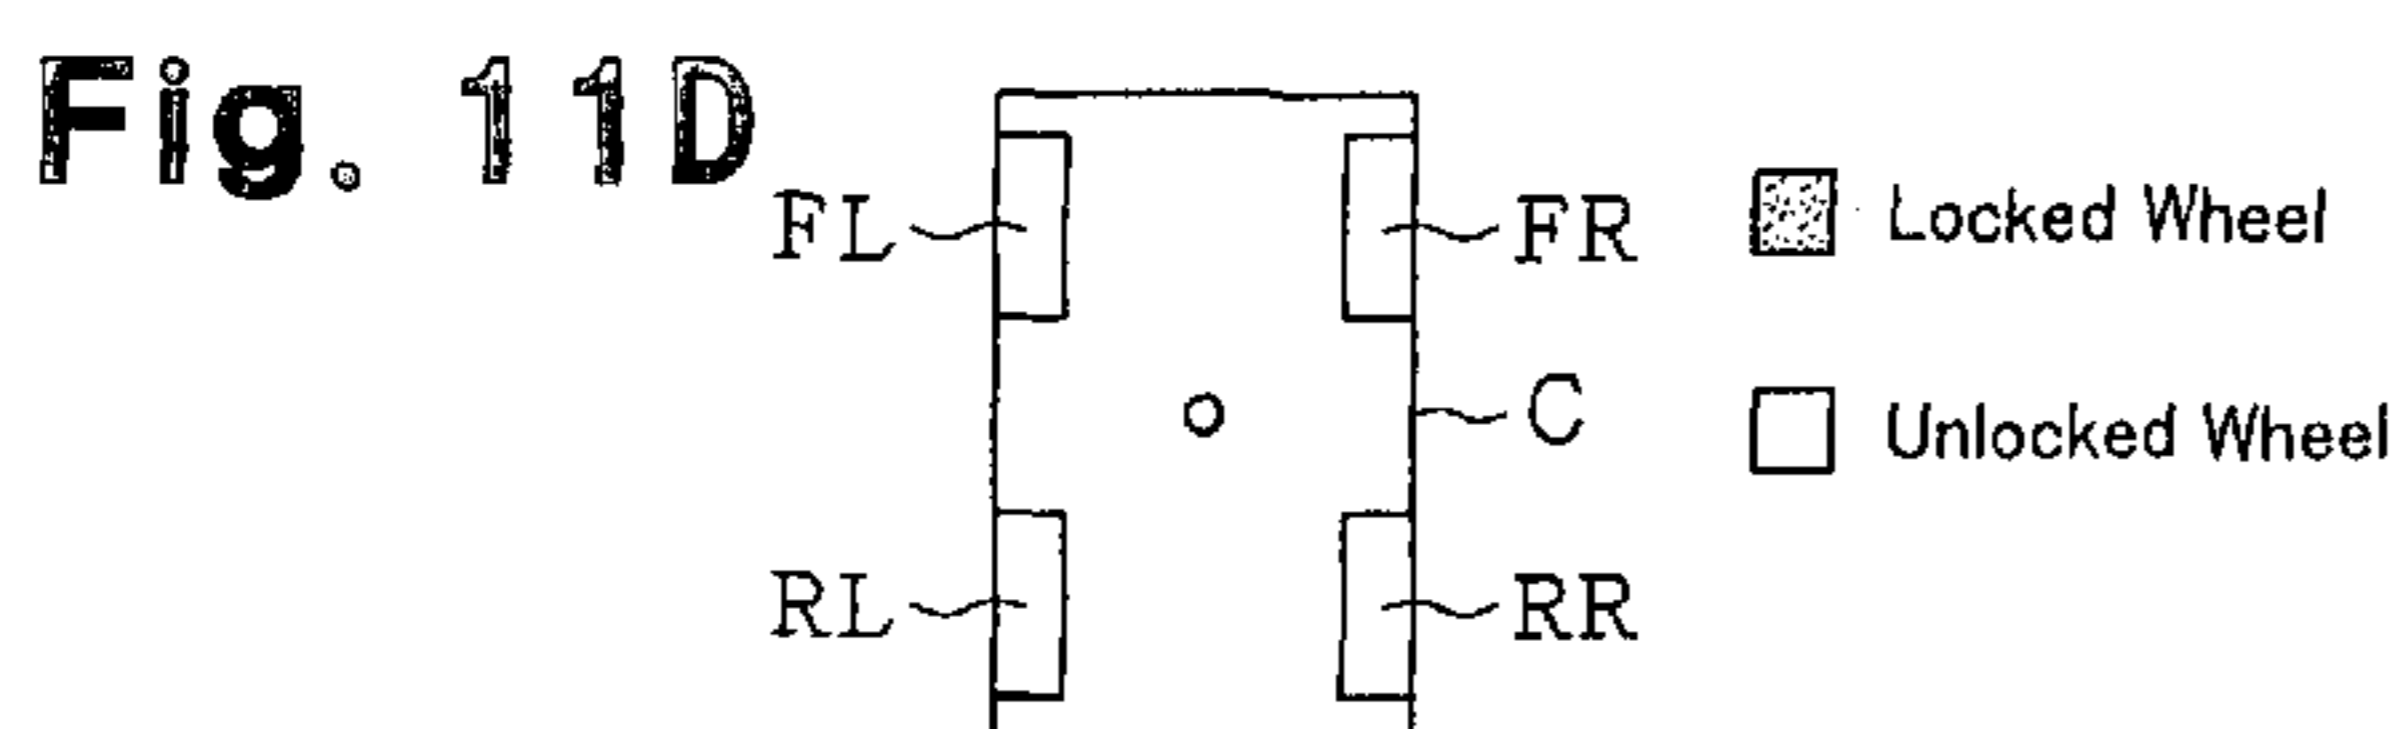 Fig. 11D
FL
FR
Locked Wheel
C
Unlocked Wheel
RL
RR